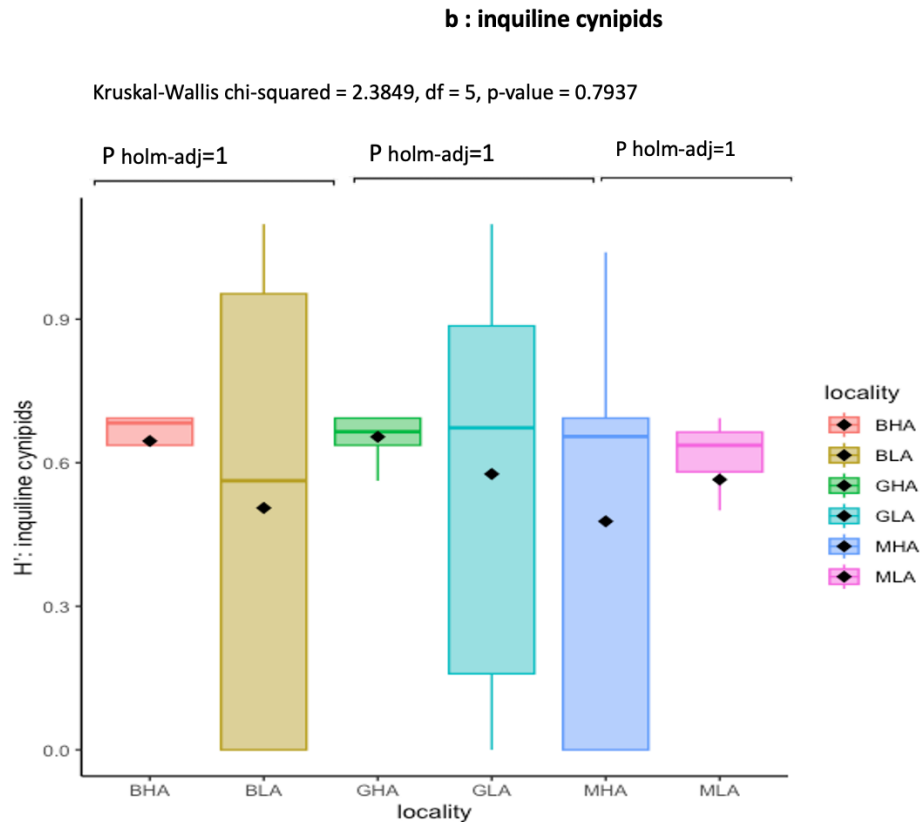 b : inquiline cynipids
Kruskal-Wallis chi-squared = 2.3849, df = 5, p-value = 0.7937
P holm-adj=1
P holm-adj=1
P holm-adj=1
H': inquiline cynipids
0.9
0.6
0.3
0.0
BHA
BLA
GHA
GLA
MHA
MLA
locality
locality
BHA
BLA
GHA
GLA
MHA
MLA